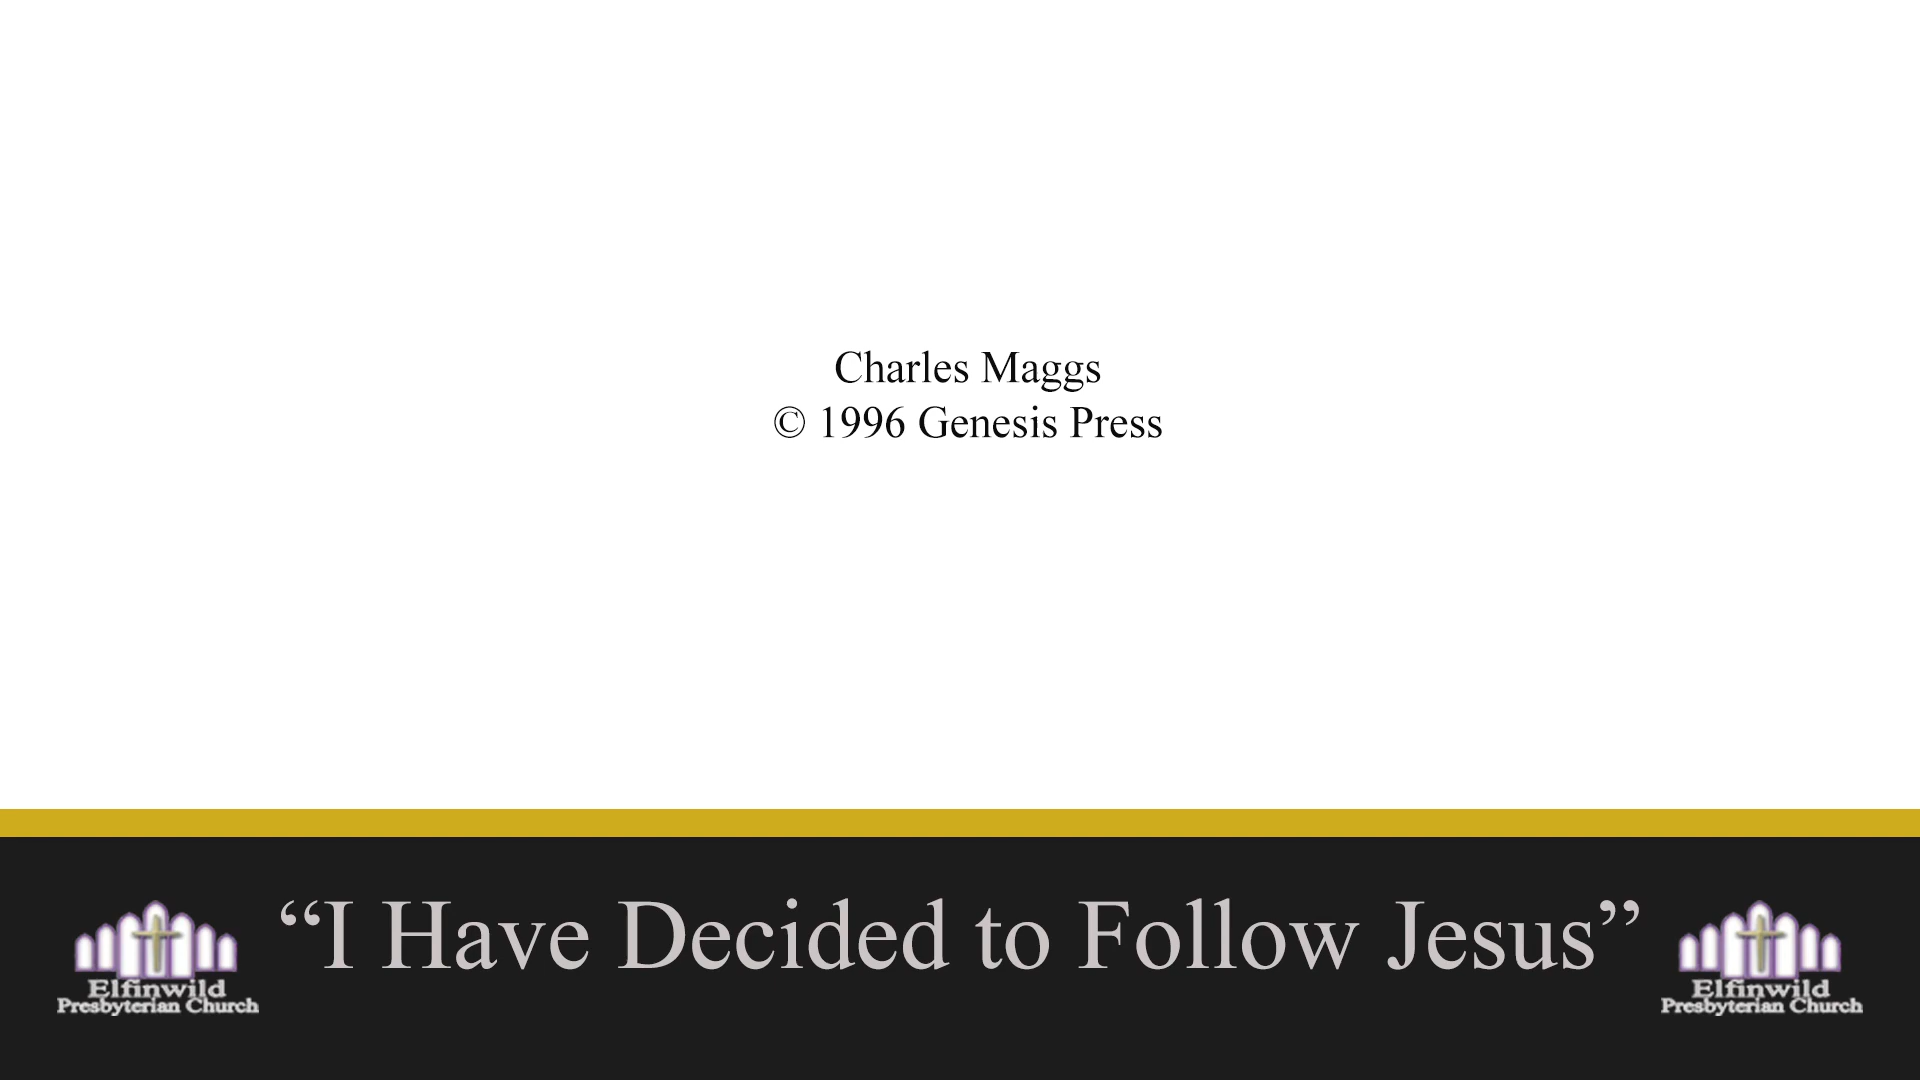 Charles Maggs
© 1996 Genesis Press
“I Have Decided to Follow Jesus”
Elfinwild
Presbyterian Church
Elfinwild
Presbyterian Church